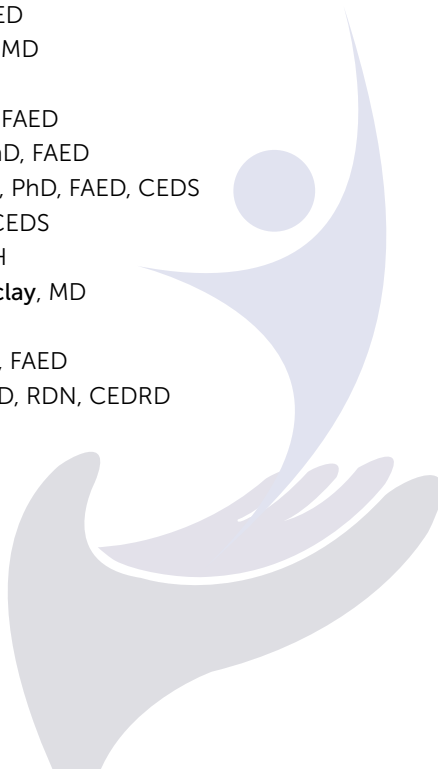 ED
MD
FAED
D, FAED
, PhD, FAED, CEDS
CEDS
H
clay, MD
, FAED
D, RDN, CEDRD